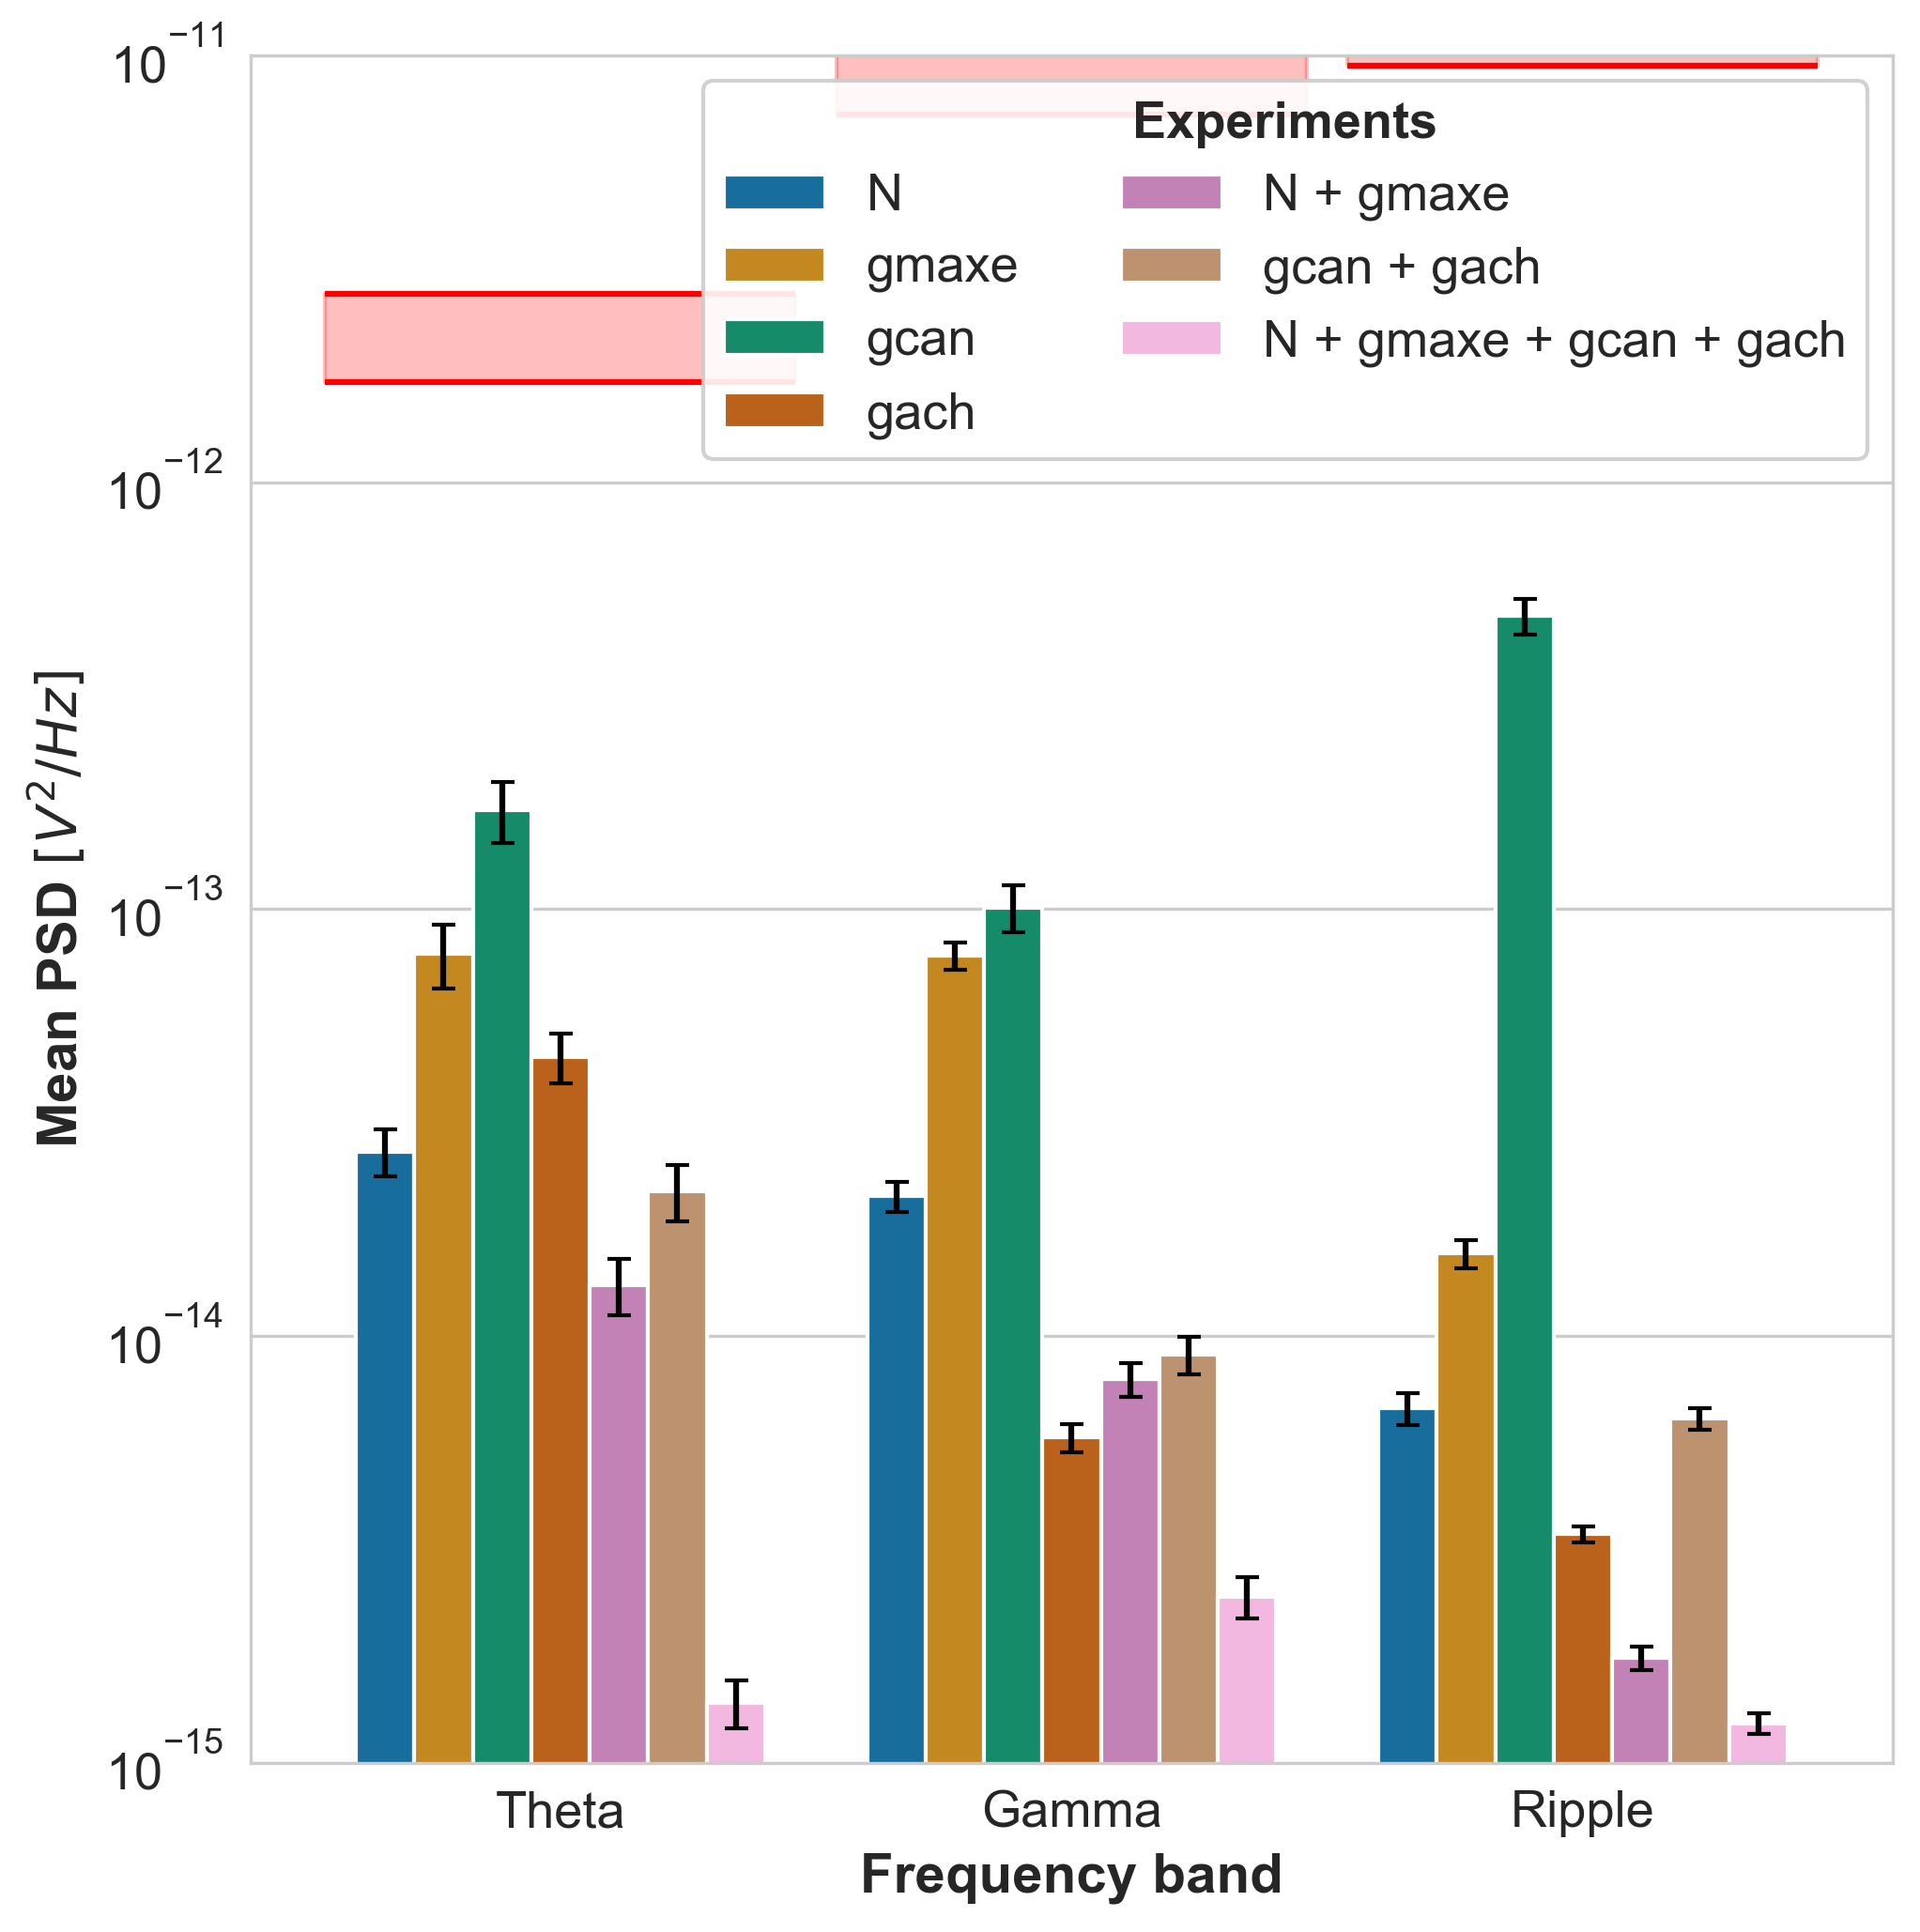 10⁻¹¹
10⁻¹²
10⁻¹³
10⁻¹⁴
10⁻¹⁵
Mean PSD [V²/Hz]
Experiments
N
gmaxe
gcan
gach
N + gmaxe
gcan + gach
N + gmaxe + gcan + gach
Theta
Gamma
Ripple
Frequency band